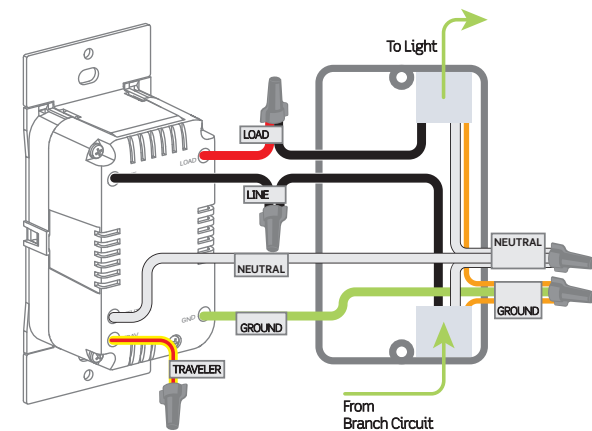 To Light
LOAD
LOAD
LINE
NEUTRAL
NEUTRAL
GND
GROUND
GROUND
TRAVELER
From
Branch Circuit